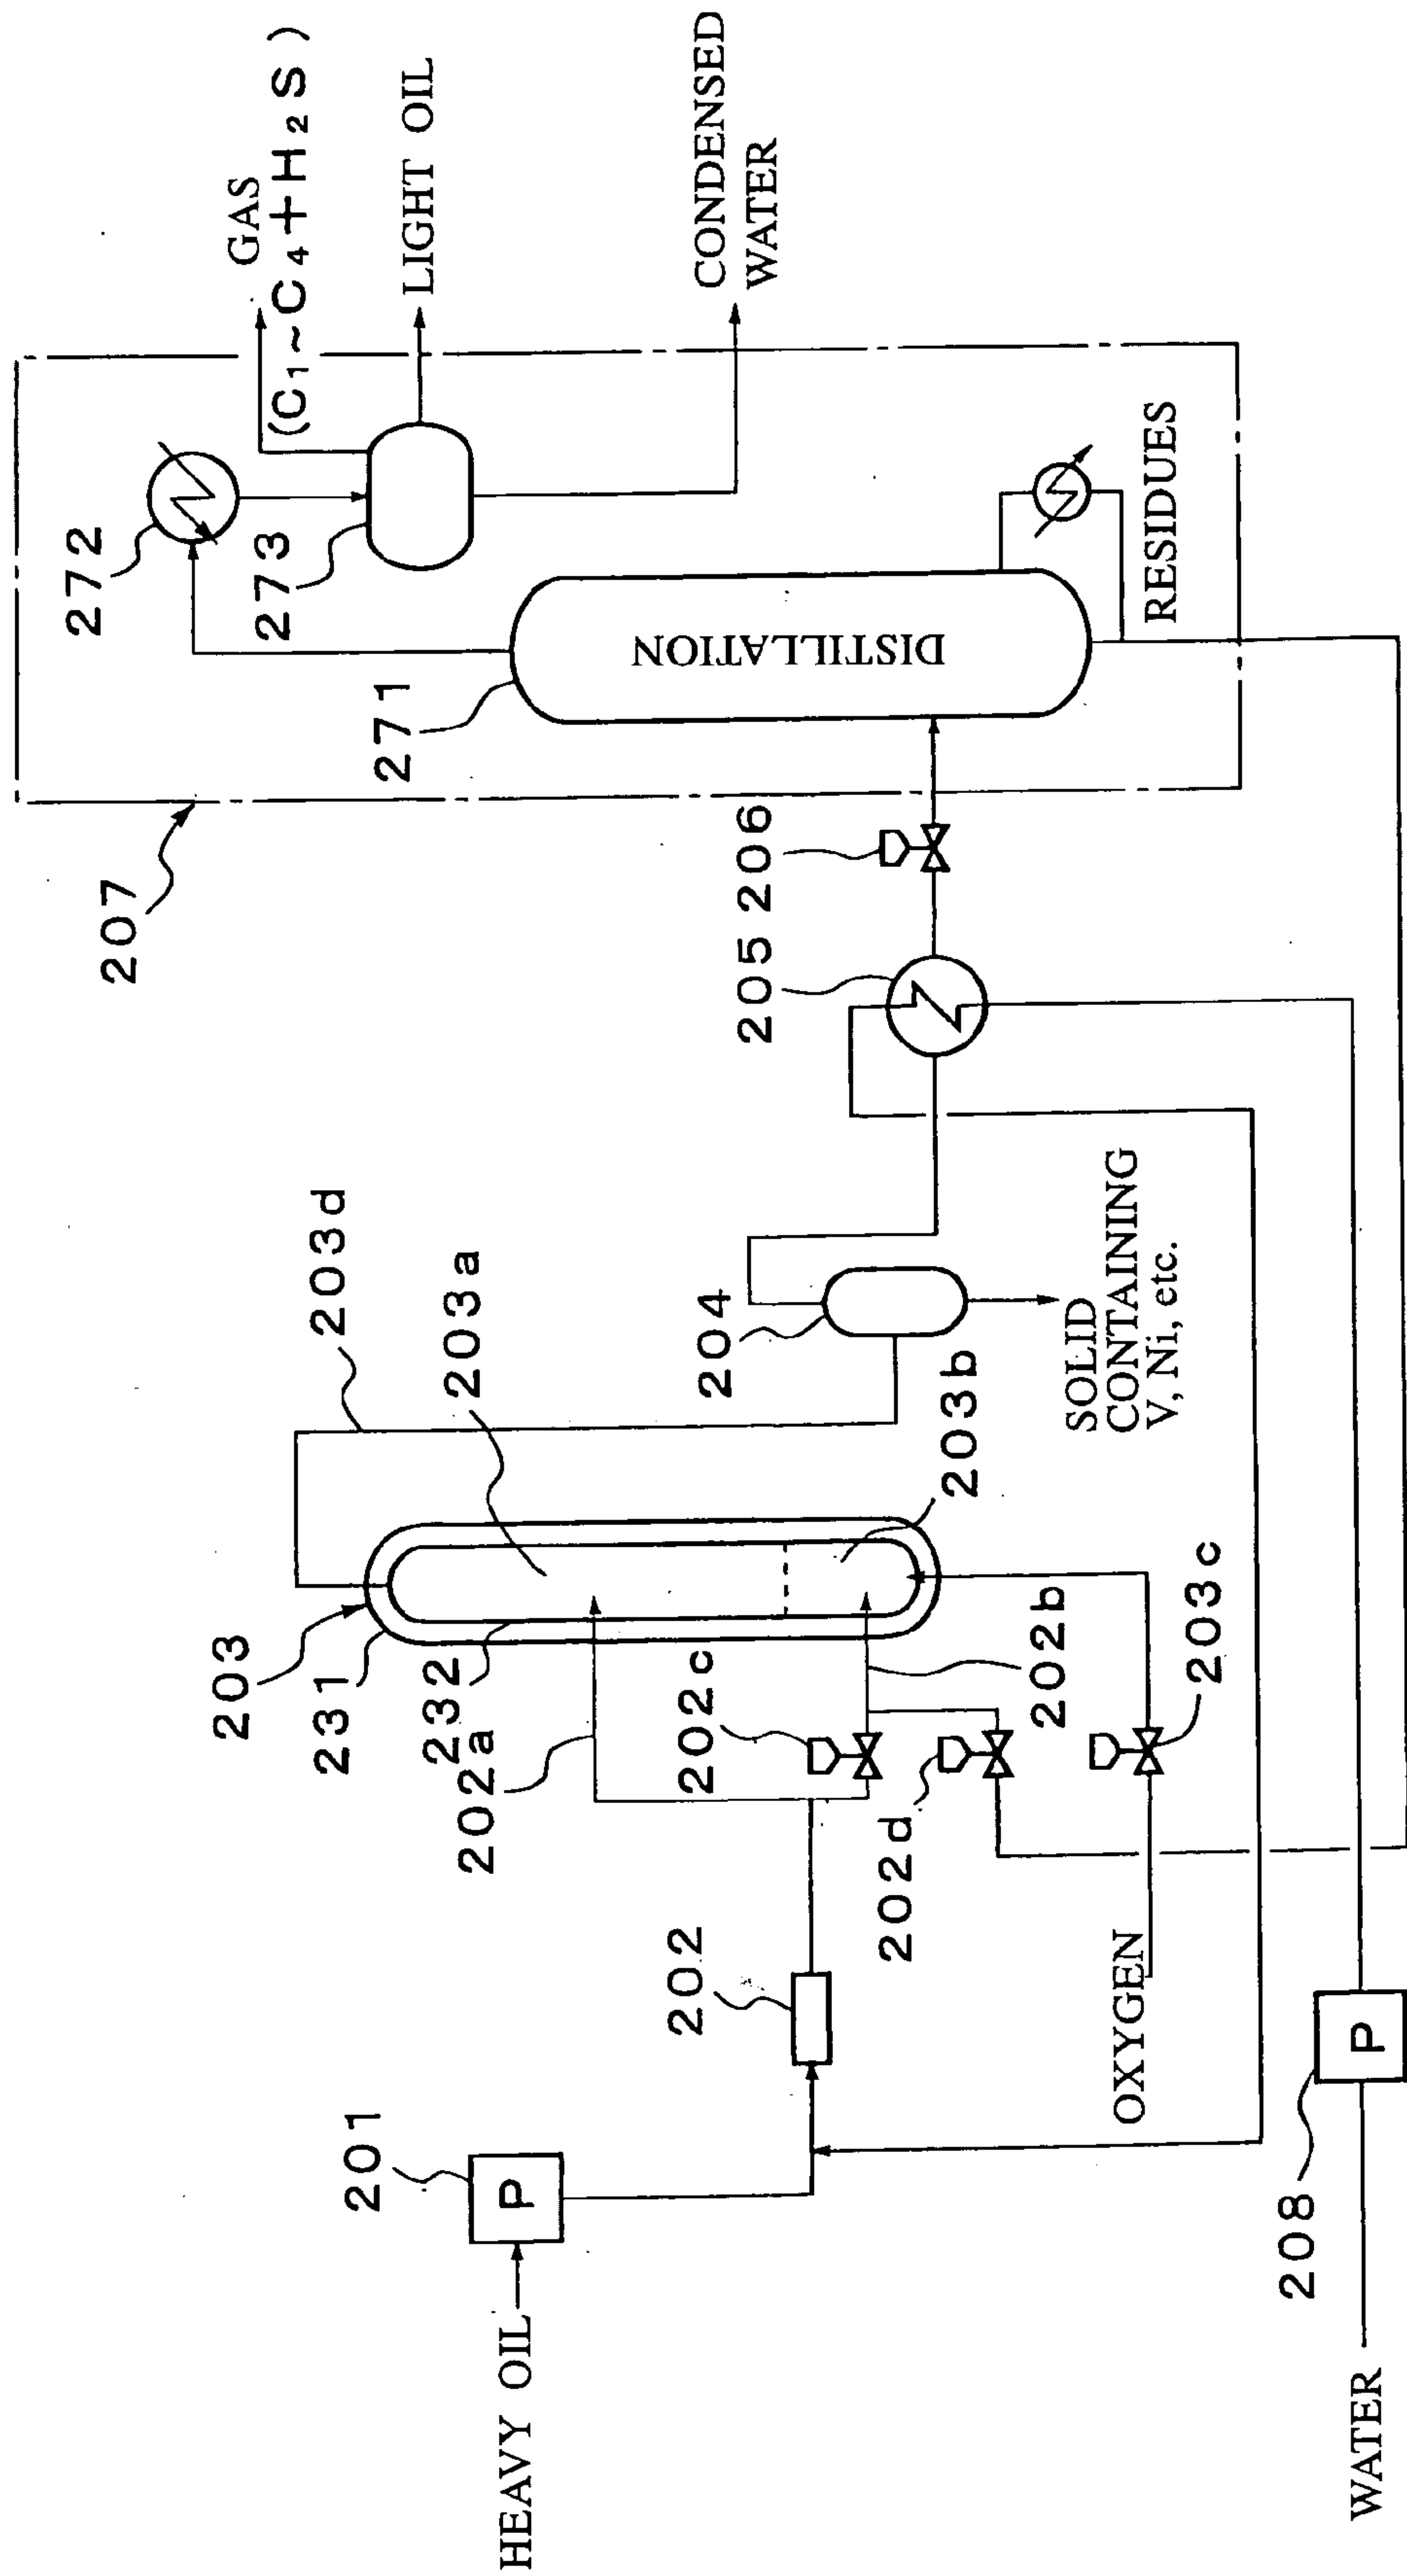 GAS
(C₁~C₄+H₂S)
LIGHT OIL
CONDENSED
WATER
272
273
271
DISTILLATION
RESIDUES
207
206
205
203d
203a
204
203b
SOLID
CONTAINING
V, Ni, etc.
203
231
232
202a
202c
202b
203c
202d
202
OXYGEN
201
P
208
P
HEAVY OIL
WATER